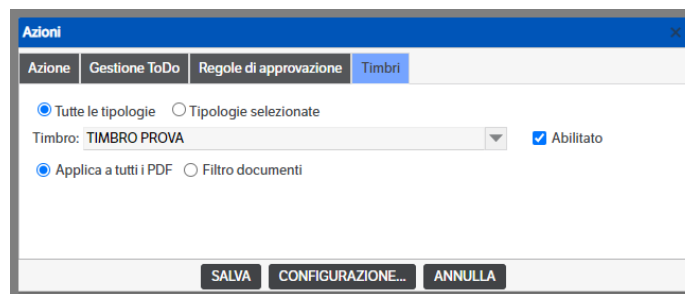 Azioni
Azione Gestione ToDo Regole di approvazione Timbri
Tutte le tipologie Tipologie selezionate
Timbro: TIMBRO PROVA Abilitato
Applica a tutti i PDF Filtro documenti
SALVA CONFIGURAZIONE... ANNULLA